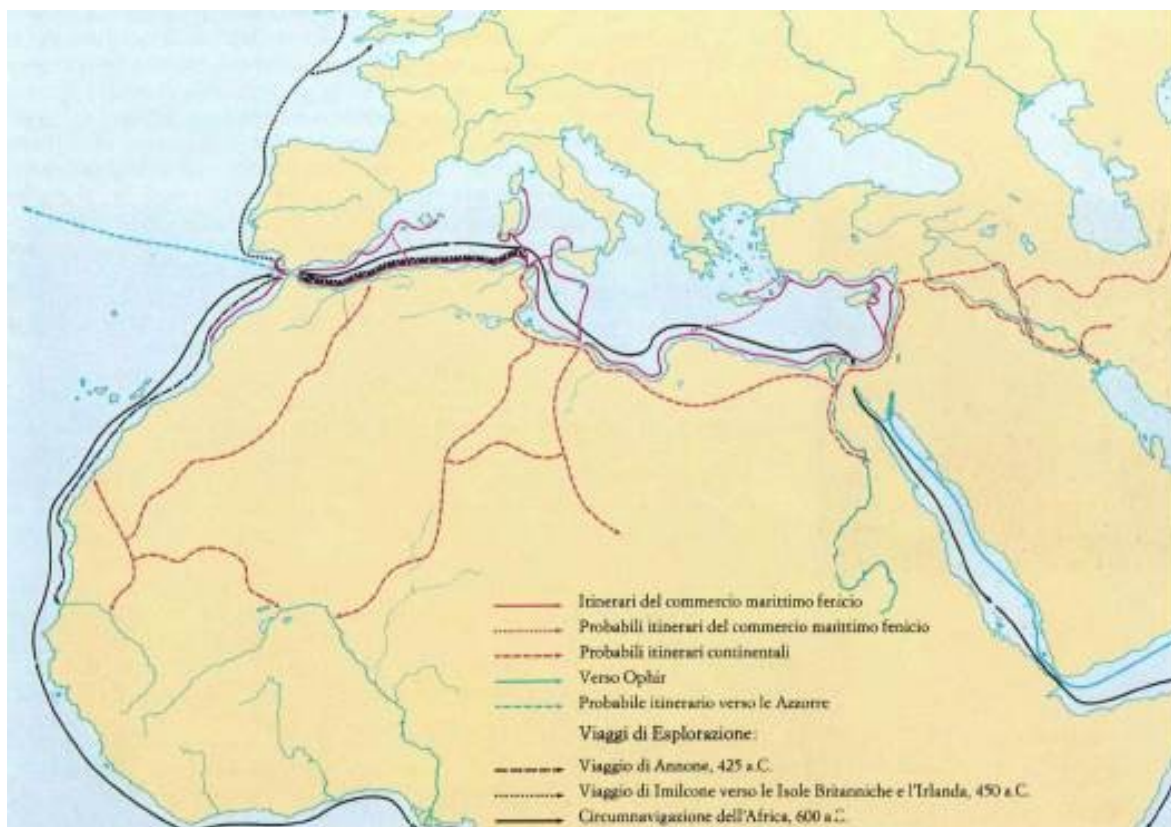 Itinerari del commercio marittimo fenicio
Probabili itinerari del commercio marittimo fenicio
Probabili itinerari continentali
Verso Ophir
Probabile itinerario verso le Azzorre
Viaggi di Esplorazione:
Viaggio di Annone, 425 a.C.
Viaggio di Imilcone verso le Isole Britanniche e l'Irlanda, 450 a.C.
Circumnavigazione dell'Africa, 600 a.C.